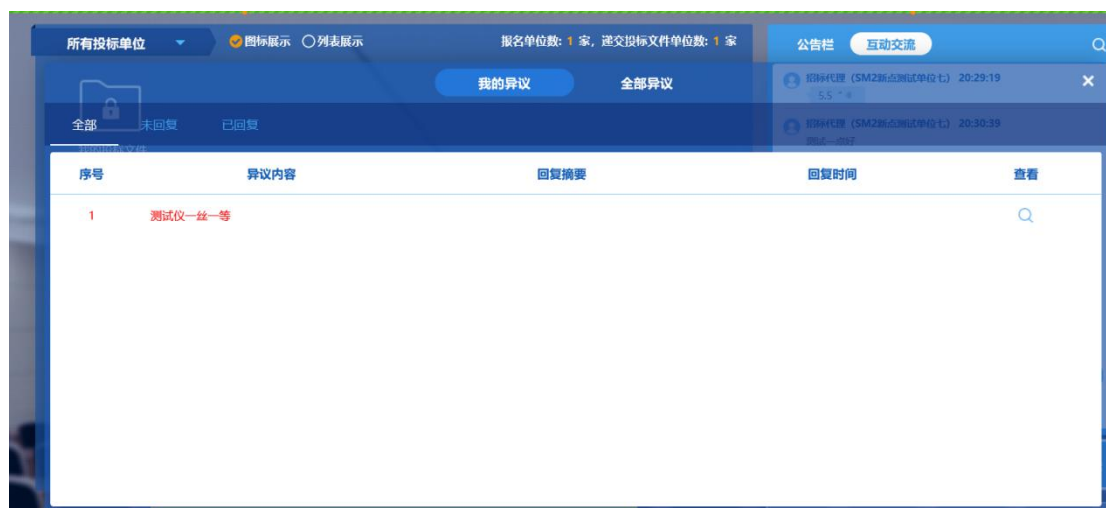 所有投标单位 图标展示 列表展示 报名单位数: 1 家, 递交投标文件单位数: 1 家 公告栏 互动交流
我的异议 全部异议 招标代理 (SM2新点测试单位七) 20:29:19
全部 未回复 已回复 招标代理 (SM2新点测试单位七) 20:30:39
序号 异议内容 回复摘要 回复时间 查看
1 测试仪一丝一等